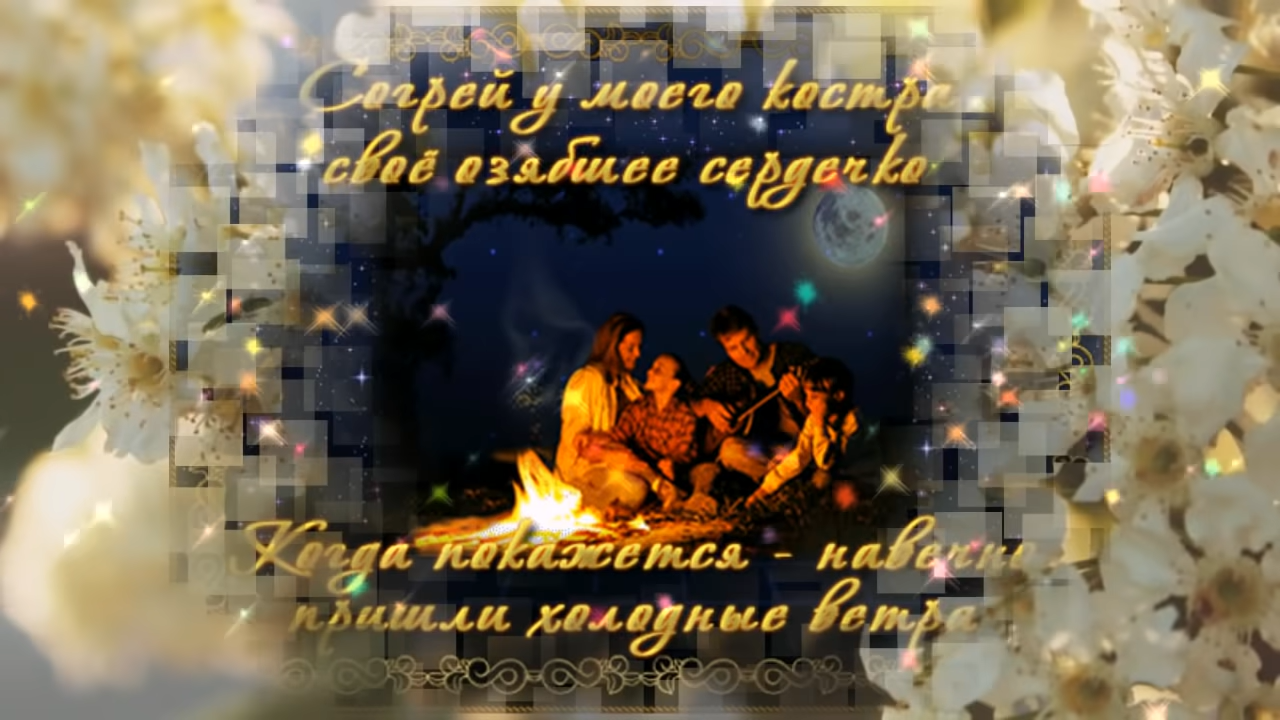 Согрей у моего костра
своё озябшее сердечко
Когда покажется - навечно
пришли холодные ветра